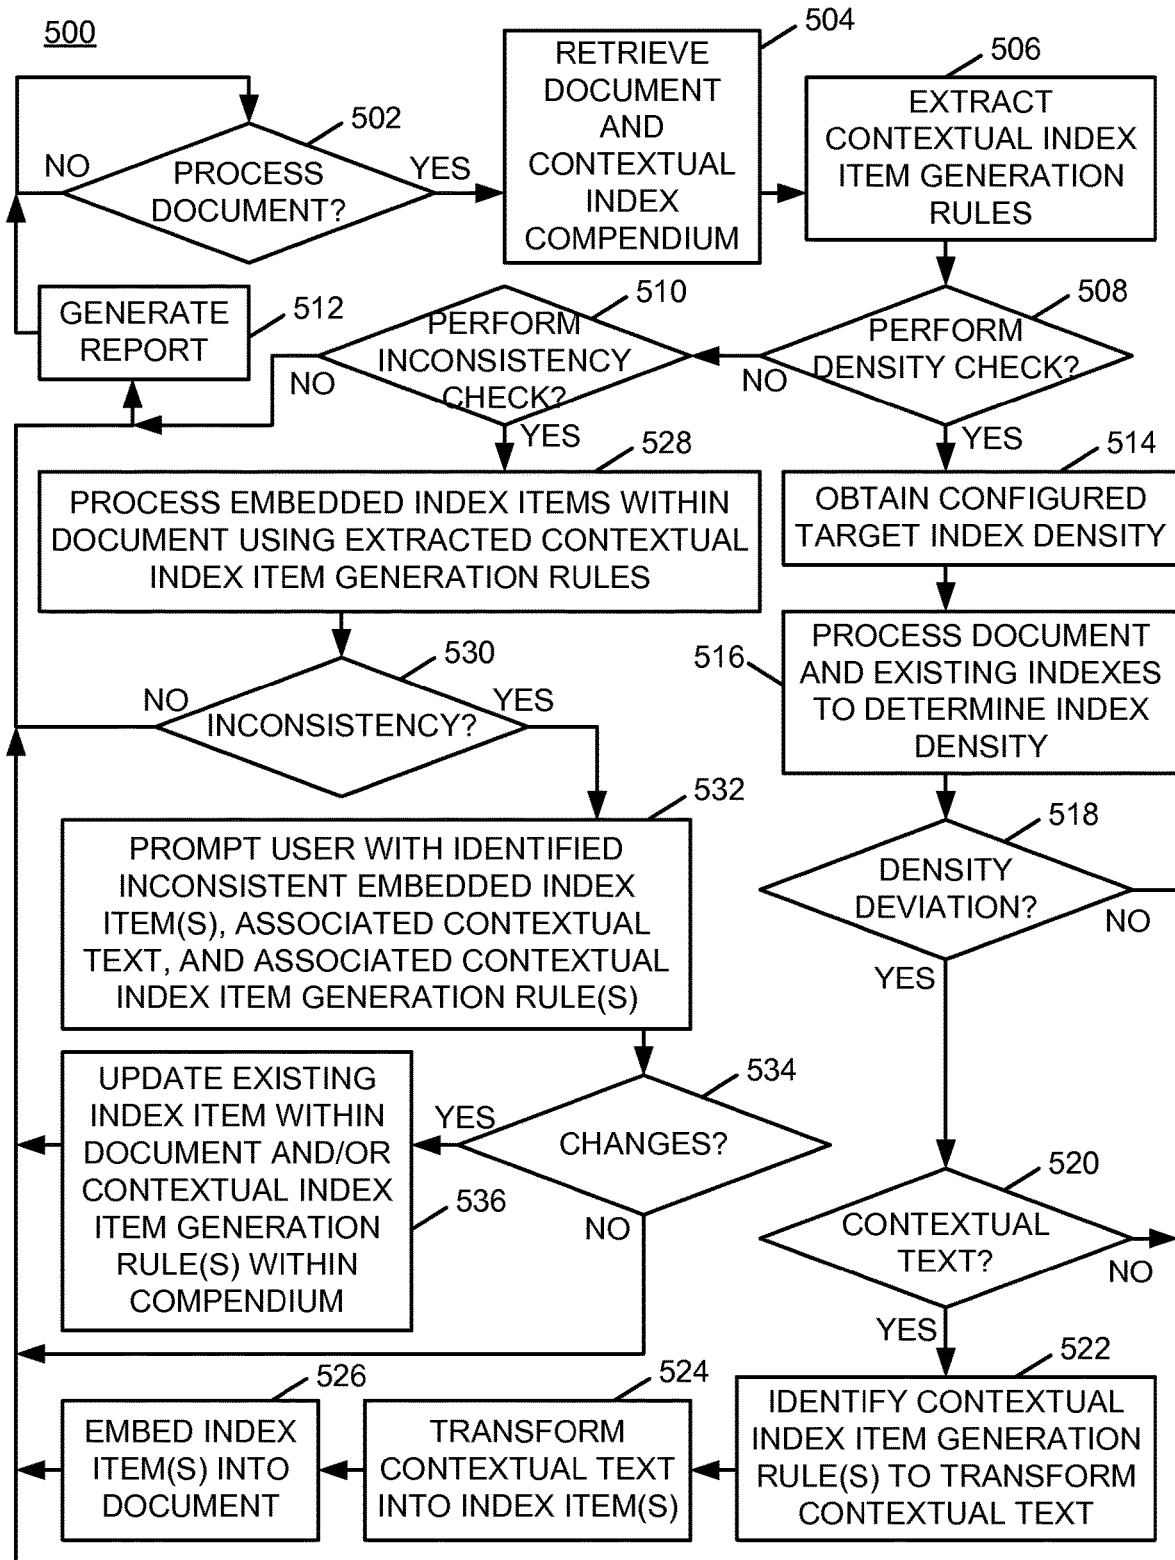 500
502
NO
PROCESS
DOCUMENT?
YES
504
RETRIEVE
DOCUMENT
AND
CONTEXTUAL
INDEX
COMPENDIUM
506
EXTRACT
CONTEXTUAL INDEX
ITEM GENERATION
RULES
GENERATE
REPORT
512
510
PERFORM
INCONSISTENCY
CHECK?
NO
YES
508
PERFORM
DENSITY CHECK?
NO
YES
528
PROCESS EMBEDDED INDEX ITEMS WITHIN
DOCUMENT USING EXTRACTED CONTEXTUAL
INDEX ITEM GENERATION RULES
514
OBTAIN CONFIGURED
TARGET INDEX DENSITY
530
NO
INCONSISTENCY?
YES
516
PROCESS DOCUMENT
AND EXISTING INDEXES
TO DETERMINE INDEX
DENSITY
532
PROMPT USER WITH IDENTIFIED
INCONSISTENT EMBEDDED INDEX
ITEM(S), ASSOCIATED CONTEXTUAL
TEXT, AND ASSOCIATED CONTEXTUAL
INDEX ITEM GENERATION RULE(S)
518
DENSITY
DEVIATION?
NO
YES
534
CHANGES?
YES
NO
UPDATE EXISTING
INDEX ITEM WITHIN
DOCUMENT AND/OR
CONTEXTUAL INDEX
ITEM GENERATION
RULE(S) WITHIN
COMPENDIUM
536
520
CONTEXTUAL
TEXT?
NO
YES
526
EMBED INDEX
ITEM(S) INTO
DOCUMENT
524
TRANSFORM
CONTEXTUAL TEXT
INTO INDEX ITEM(S)
522
IDENTIFY CONTEXTUAL
INDEX ITEM GENERATION
RULE(S) TO TRANSFORM
CONTEXTUAL TEXT